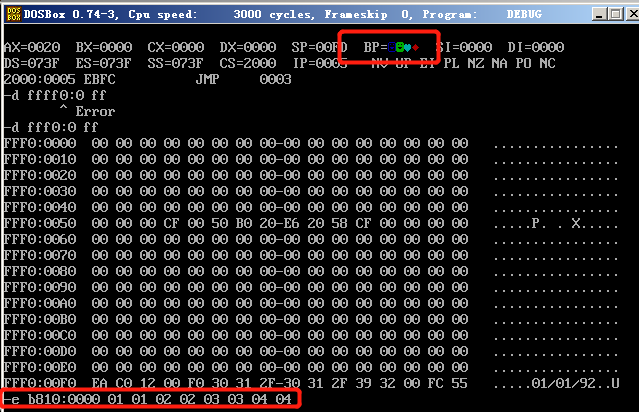 DOSBox 0.74-3, Cpu speed:    3000 cycles, Frameskip  0, Program:    DEBUG
AX=0020  BX=0000  CX=0000  DX=0000  SP=00FD  BP=☺☻♥♦  SI=0000  DI=0000
DS=073F  ES=073F  SS=073F  CS=2000  IP=0005   NV UP EI PL NZ NA PO NC
2000:0005 EBFC          JMP     0003
-d ffff0:0 ff
       ^ Error
-d fff0:0 ff
FFF0:0000  00 00 00 00 00 00 00 00-00 00 00 00 00 00 00 00   ................
FFF0:0010  00 00 00 00 00 00 00 00-00 00 00 00 00 00 00 00   ................
FFF0:0020  00 00 00 00 00 00 00 00-00 00 00 00 00 00 00 00   ................
FFF0:0030  00 00 00 00 00 00 00 00-00 00 00 00 00 00 00 00   ................
FFF0:0040  00 00 00 00 00 00 00 00-00 00 00 00 00 00 00 00   ................
FFF0:0050  00 00 00 CF 00 50 B0 20-E6 20 58 CF 00 00 00 00   .....P. . X.....
FFF0:0060  00 00 00 00 00 00 00 00-00 00 00 00 00 00 00 00   ................
FFF0:0070  00 00 00 00 00 00 00 00-00 00 00 00 00 00 00 00   ................
FFF0:0080  00 00 00 00 00 00 00 00-00 00 00 00 00 00 00 00   ................
FFF0:0090  00 00 00 00 00 00 00 00-00 00 00 00 00 00 00 00   ................
FFF0:00A0  00 00 00 00 00 00 00 00-00 00 00 00 00 00 00 00   ................
FFF0:00B0  00 00 00 00 00 00 00 00-00 00 00 00 00 00 00 00   ................
FFF0:00C0  00 00 00 00 00 00 00 00-00 00 00 00 00 00 00 00   ................
FFF0:00D0  00 00 00 00 00 00 00 00-00 00 00 00 00 00 00 00   ................
FFF0:00E0  00 00 00 00 00 00 00 00-00 00 00 00 00 00 00 00   ................
FFF0:00F0  EA C0 12 00 F0 30 31 2F-30 31 2F 39 32 00 FC 55   .....01/01/92..U
-e b810:0000 01 01 02 02 03 03 04 04